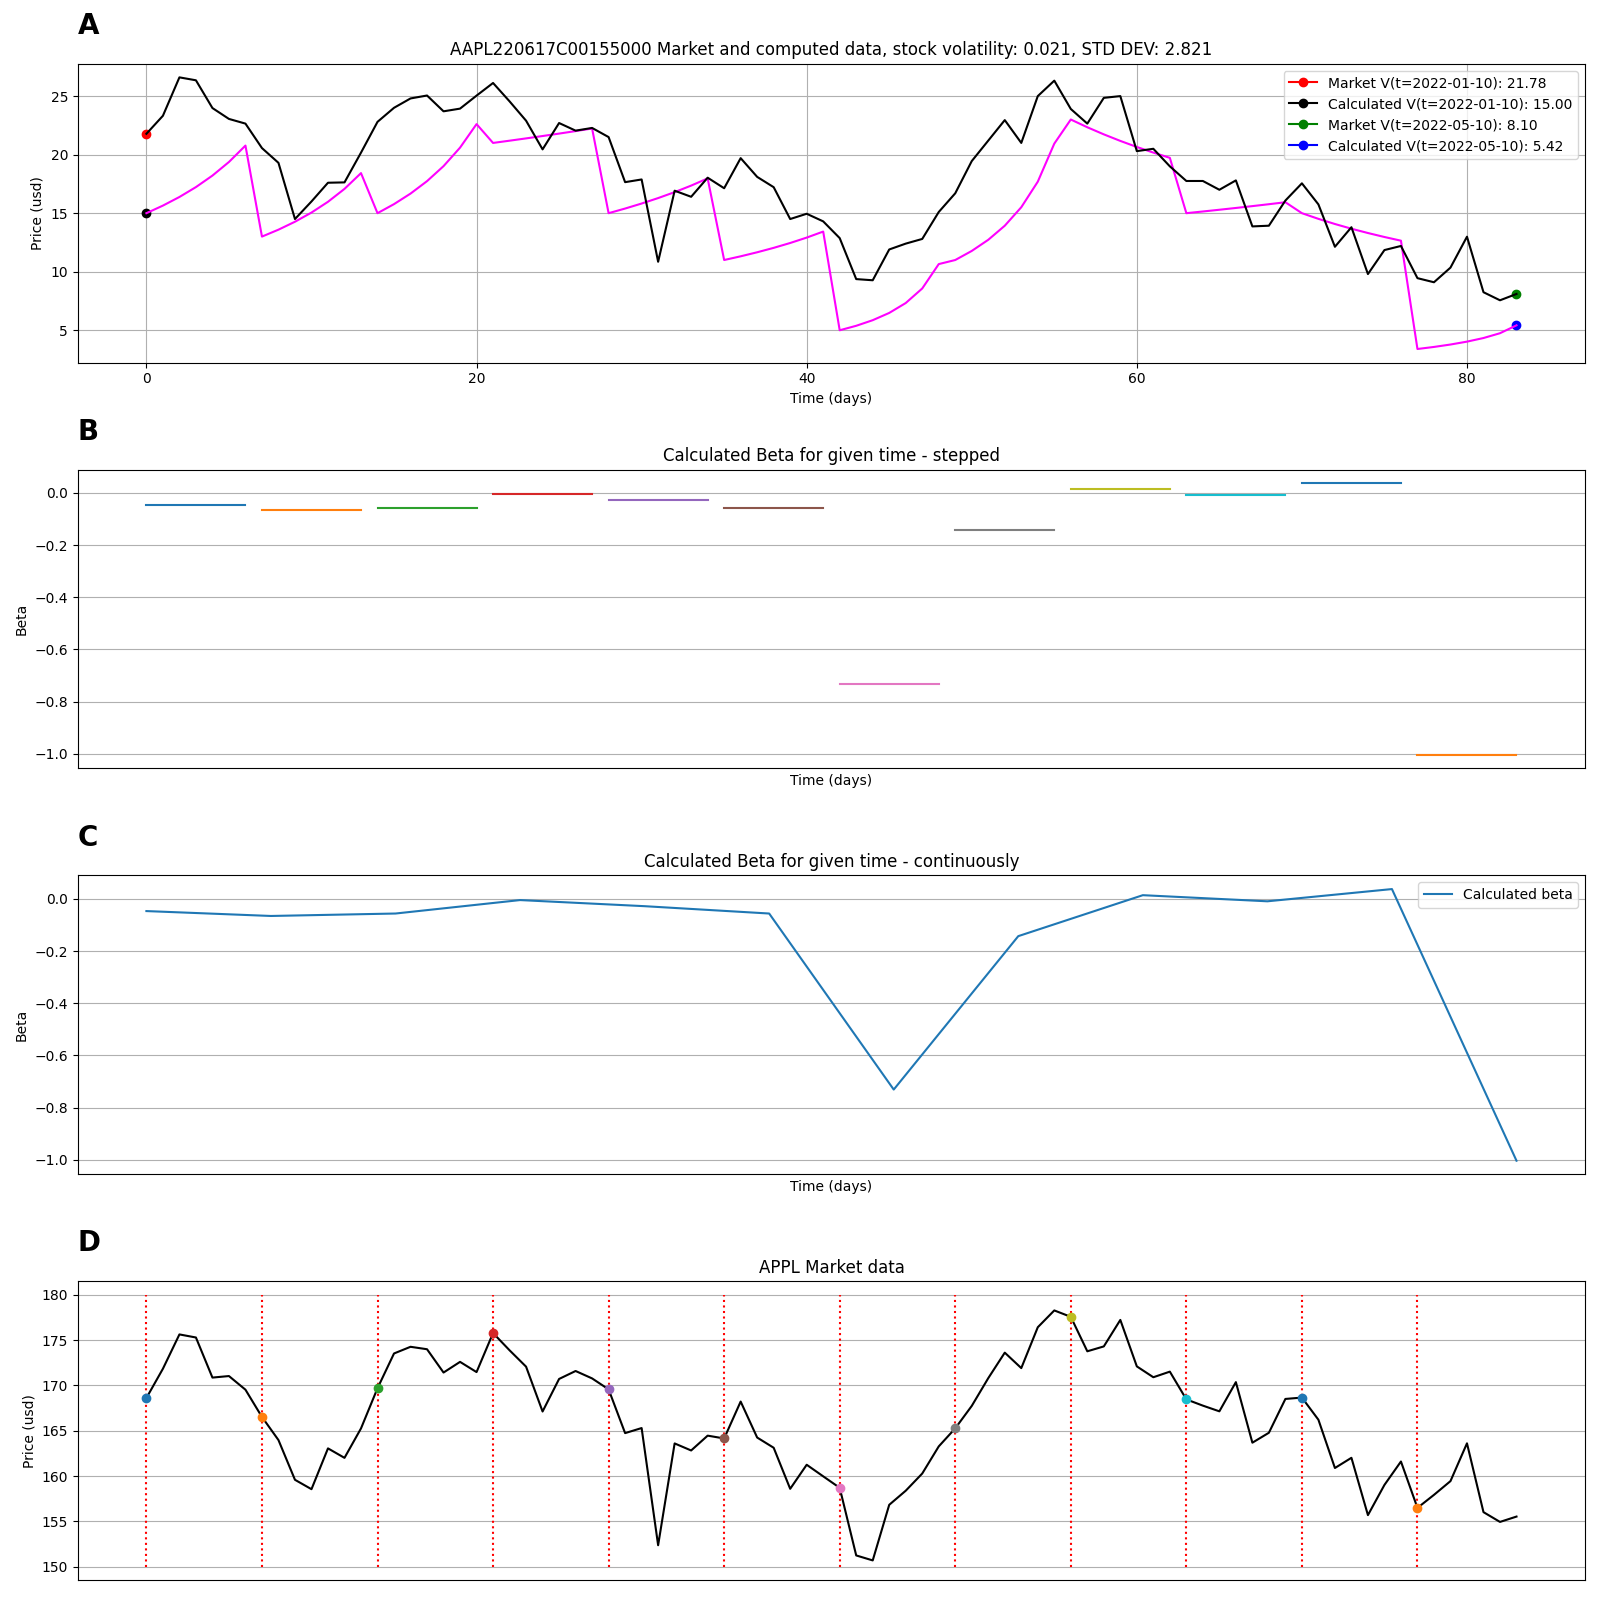 A
AAPL220617C00155000 Market and computed data, stock volatility: 0.021, STD DEV: 2.821
Market V(t=2022-01-10): 21.78
Calculated V(t=2022-01-10): 15.00
Market V(t=2022-05-10): 8.10
Calculated V(t=2022-05-10): 5.42
Price (usd)
25
20
15
10
5
0 20 40 60 80
Time (days)
B
Calculated Beta for given time - stepped
Beta
0.0
−0.2
−0.4
−0.6
−0.8
−1.0
Time (days)
C
Calculated Beta for given time - continuously
Calculated beta
Beta
0.0
−0.2
−0.4
−0.6
−0.8
−1.0
Time (days)
D
APPL Market data
Price (usd)
180
175
170
165
160
155
150